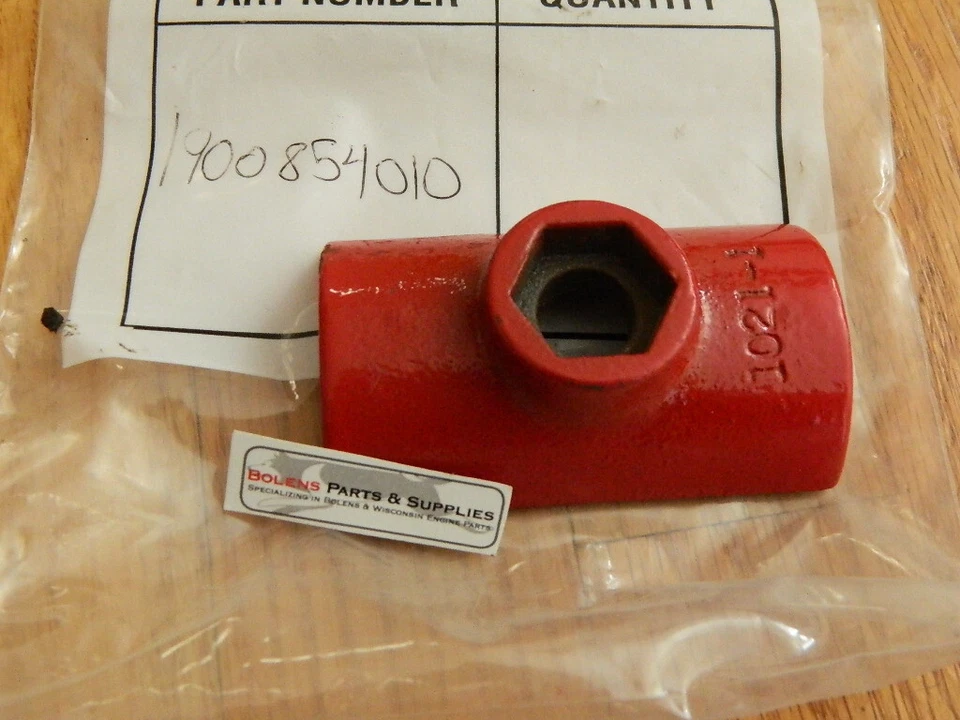 PART NUMBER QUANTITY
1900854010
1021-1
BOLENS PARTS & SUPPLIES
SPECIALIZING IN BOLENS & WISCONSIN ENGINE PARTS